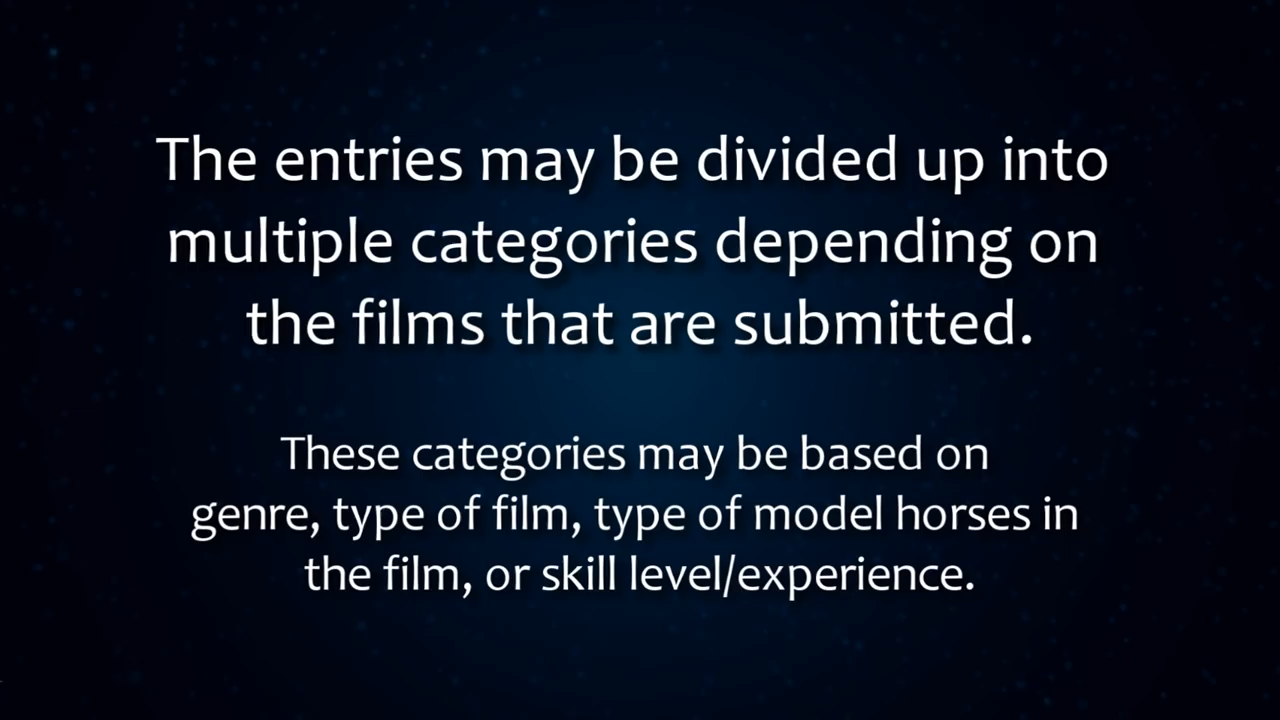 The entries may be divided up into
multiple categories depending on
the films that are submitted.
These categories may be based on
genre, type of film, type of model horses in
the film, or skill level/experience.